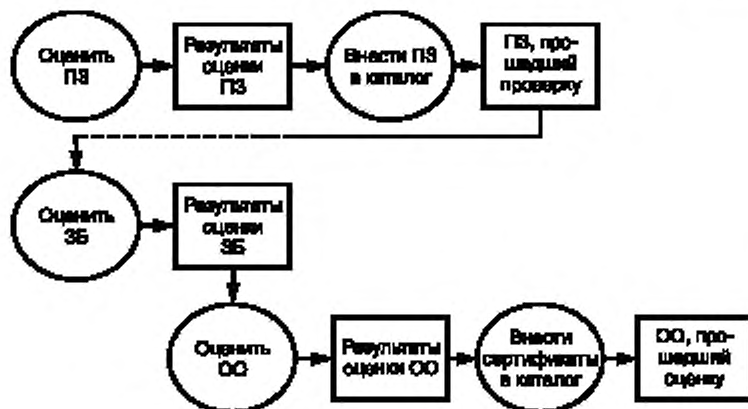 Оценить
ПЗ
Результаты
оценки
ПЗ
Внести ПЗ
в каталог
ПЗ, про-
шедший
проверку
Оценить
ЗБ
Результаты
оценки
ЗБ
Оценить
ОО
Результаты
оценки ОО
Внести
сертификаты
в каталог
ОО, про-
шедший
оценку